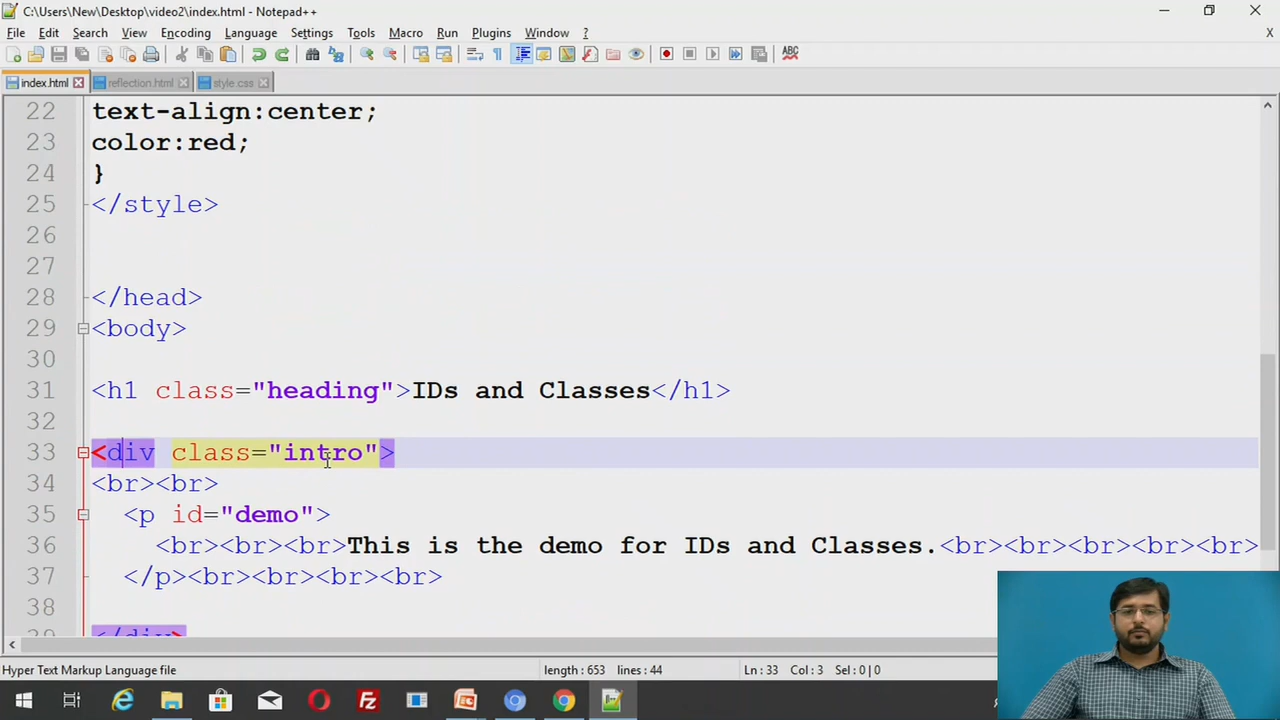 C:\Users\New\Desktop\video2\index.html - Notepad++
File Edit Search View Encoding Language Settings Tools Macro Run Plugins Window ? X
ABC
index.html reflection.html style.css
22 text-align:center;
23 color:red;
24 }
25 </style>
26
27
28 </head>
29 <body>
30
31 <h1 class="heading">IDs and Classes</h1>
32
33 <div class="intro">
34 <br><br>
35 <p id="demo">
36 <br><br><br>This is the demo for IDs and Classes.<br><br><br><br><br>
37 </p><br><br><br><br>
38
39 </div>
Hyper Text Markup Language file length : 653 lines : 44 Ln : 33 Col : 3 Sel : 0 | 0